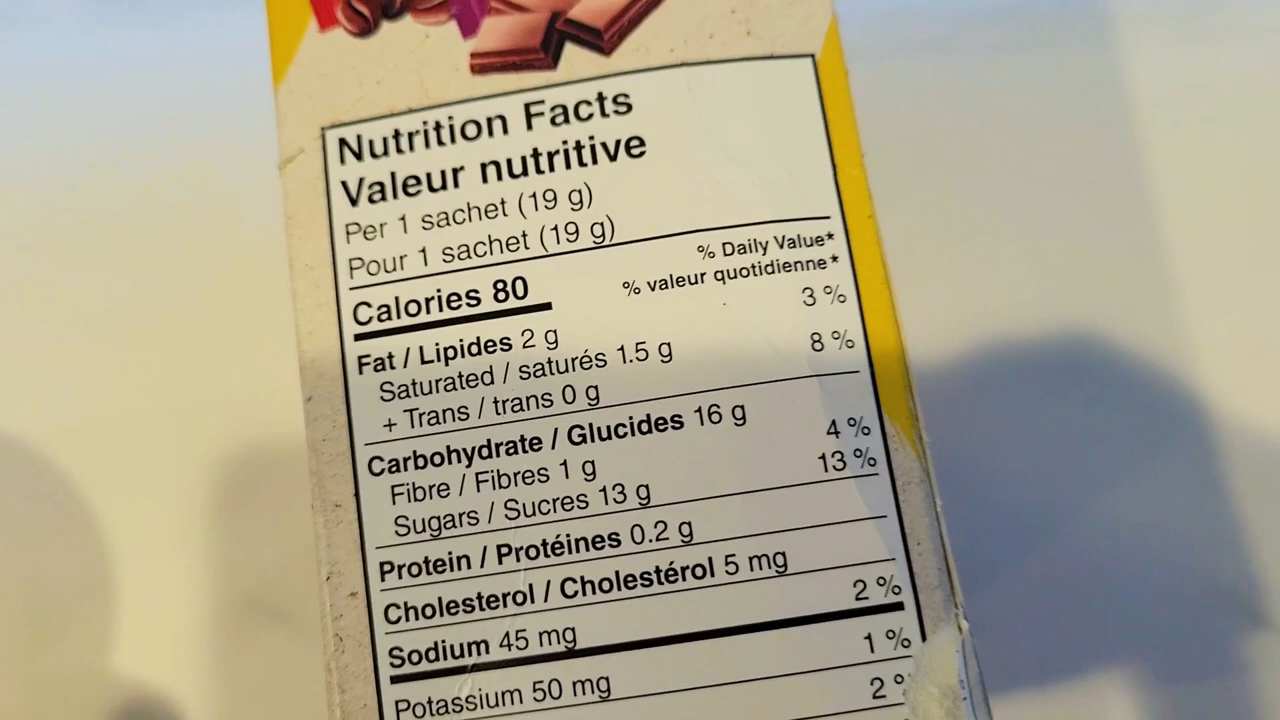 Nutrition Facts
Valeur nutritive
Per 1 sachet (19 g)
Pour 1 sachet (19 g)
% Daily Value*
% valeur quotidienne*
Calories 80
Fat / Lipides 2 g 3 %
Saturated / saturés 1.5 g 8 %
+ Trans / trans 0 g
Carbohydrate / Glucides 16 g
Fibre / Fibres 1 g 4 %
Sugars / Sucres 13 g 13 %
Protein / Protéines 0.2 g
Cholesterol / Cholestérol 5 mg
Sodium 45 mg 2 %
Potassium 50 mg 1 %
2 %